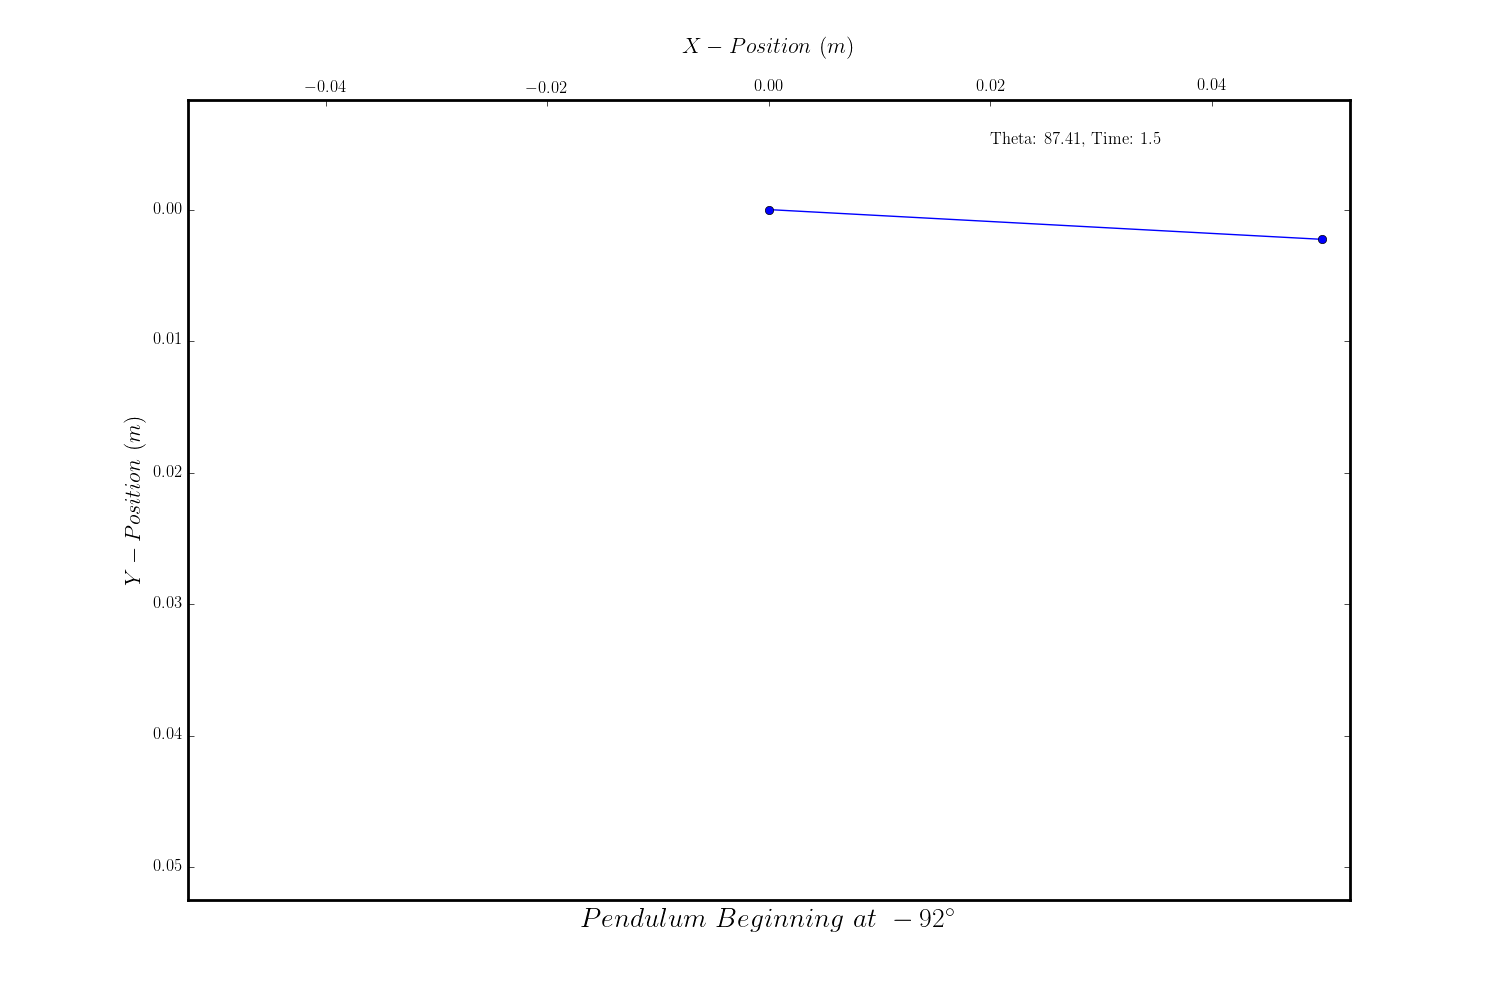 X − Position (m)
−0.04 −0.02 0.00 0.02 0.04
Theta: 87.41, Time: 1.5
0.00
0.01
0.02
0.03
0.04
0.05
Y − Position (m)
Pendulum Beginning at −92°